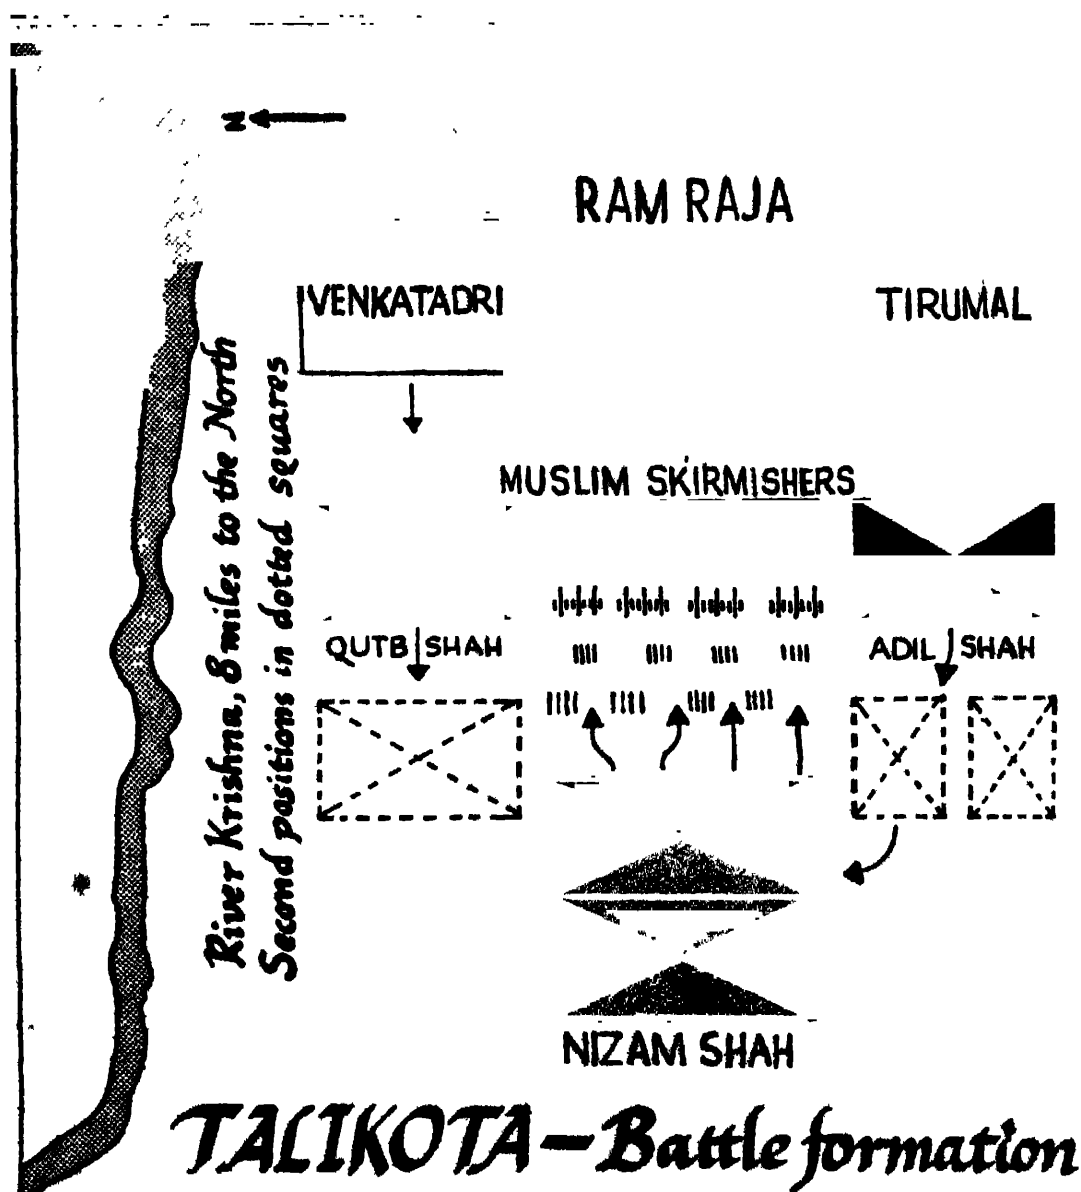 N
RAM RAJA
VENKATADRI
TIRUMAL
MUSLIM SKIRMISHERS
QUTB SHAH
ADIL SHAH
River Krishna, 8 miles to the North
Second positions in dotted squares
NIZAM SHAH
TALIKOTA – Battle formation